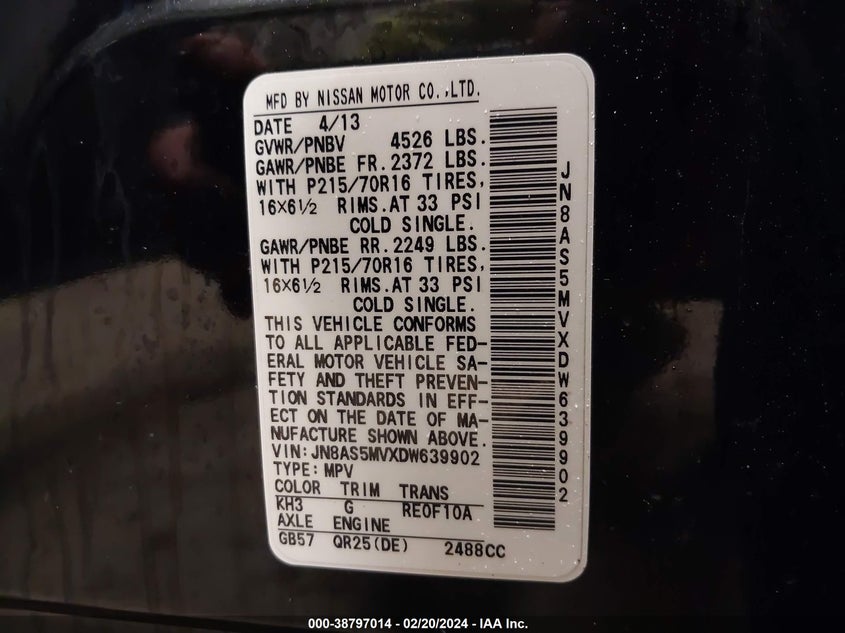 MFD BY NISSAN MOTOR CO.,LTD.
DATE 4/13
GVWR/PNBV 4526 LBS.
GAWR/PNBE FR.2372 LBS.
WITH P215/70R16 TIRES,
16×6½ RIMS.AT 33 PSI
COLD SINGLE.
GAWR/PNBE RR.2249 LBS.
WITH P215/70R16 TIRES,
16×6½ RIMS.AT 33 PSI
COLD SINGLE.
THIS VEHICLE CONFORMS
TO ALL APPLICABLE FED-
ERAL MOTOR VEHICLE SA-
FETY AND THEFT PREVEN-
TION STANDARDS IN EFF-
ECT ON THE DATE OF MA-
NUFACTURE SHOWN ABOVE.
VIN:JN8AS5MVXDW639902
TYPE:MPV
COLOR TRIM TRANS
KH3 G RE0F10A
AXLE ENGINE
GB57 QR25(DE) 2488CC
JN8AS5MVXDW639902
000-38797014 - 02/20/2024 - IAA Inc.